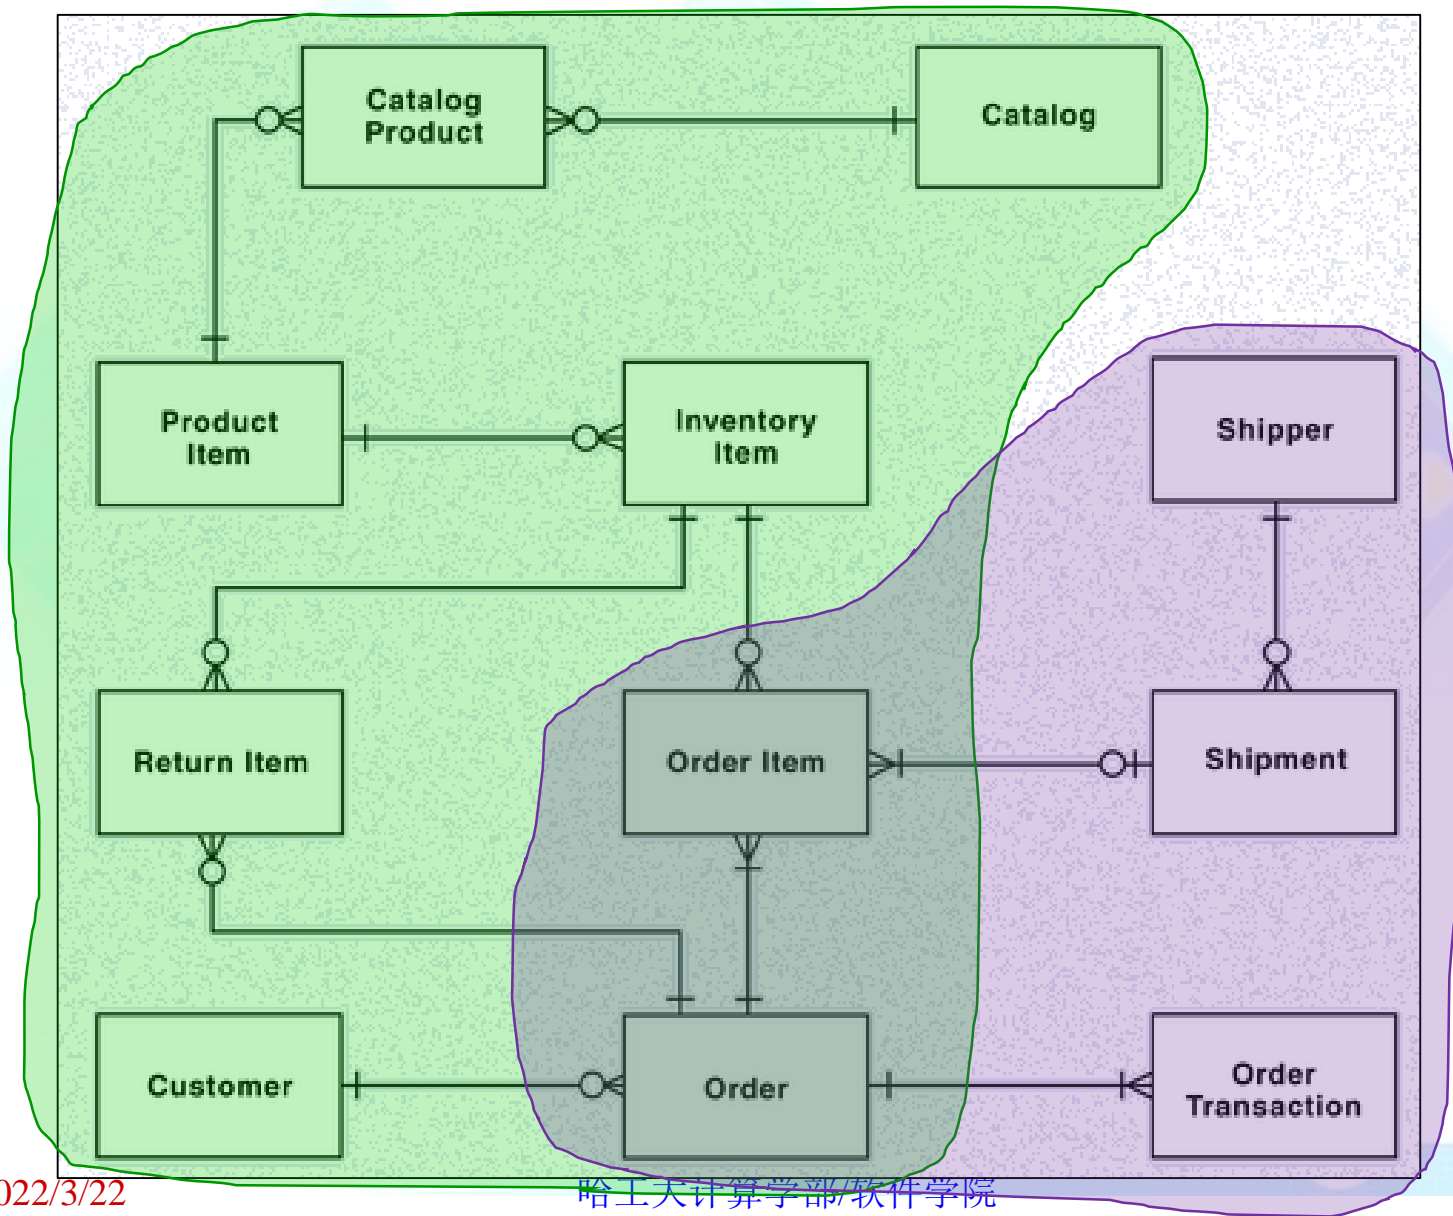 Catalog
Product
Catalog
Product
Item
Inventory
Item
Shipper
Return Item
Order Item
Shipment
Customer
Order
Order
Transaction
022/3/22
哈工大计算学部/软件学院